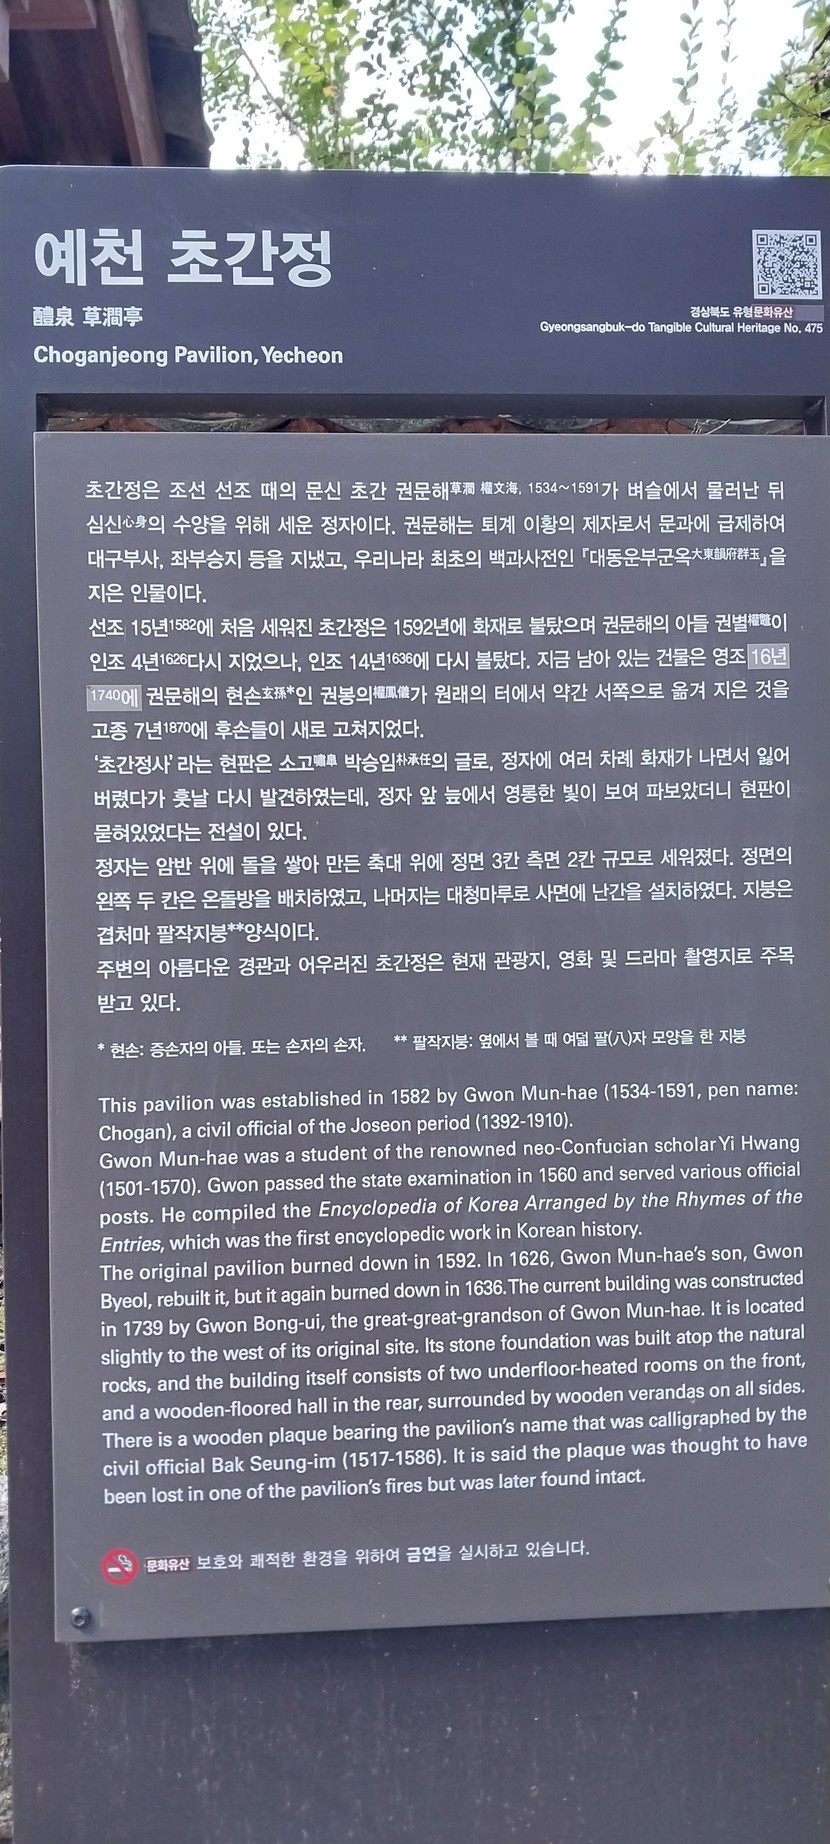 예천 초간정
醴泉 草澗亭
Choganjeong Pavilion, Yecheon
경상북도 유형문화유산
Gyeongsangbuk–do Tangible Cultural Heritage No. 475
초간정은 조선 선조 때의 문신 초간 권문해草澗 權文海, 1534~1591가 벼슬에서 물러난 뒤
심신心身의 수양을 위해 세운 정자이다. 권문해는 퇴계 이황의 제자로서 문과에 급제하여
대구부사, 좌부승지 등을 지냈고, 우리나라 최초의 백과사전인 『대동운부군옥大東韻府群玉』을
지은 인물이다.
선조 15년1582에 처음 세워진 초간정은 1592년에 화재로 불탔으며 권문해의 아들 권별權鼈이
인조 4년1626다시 지었으나, 인조 14년1636에 다시 불탔다. 지금 남아 있는 건물은 영조 16년
1740에 권문해의 현손玄孫*인 권봉의權鳳儀가 원래의 터에서 약간 서쪽으로 옮겨 지은 것을
고종 7년1870에 후손들이 새로 고쳐지었다.
‘초간정사’ 라는 현판은 소고嘯皐 박승임朴承任의 글로, 정자에 여러 차례 화재가 나면서 잃어
버렸다가 훗날 다시 발견하였는데, 정자 앞 늪에서 영롱한 빛이 보여 파보았더니 현판이
묻혀있었다는 전설이 있다.
정자는 암반 위에 돌을 쌓아 만든 축대 위에 정면 3칸 측면 2칸 규모로 세워졌다. 정면의
왼쪽 두 칸은 온돌방을 배치하였고, 나머지는 대청마루로 사면에 난간을 설치하였다. 지붕은
겹처마 팔작지붕**양식이다.
주변의 아름다운 경관과 어우러진 초간정은 현재 관광지, 영화 및 드라마 촬영지로 주목
받고 있다.
* 현손: 증손자의 아들. 또는 손자의 손자. ** 팔작지붕: 옆에서 볼 때 여덟 팔(八)자 모양을 한 지붕
This pavilion was established in 1582 by Gwon Mun-hae (1534-1591, pen name:
Chogan), a civil official of the Joseon period (1392-1910).
Gwon Mun-hae was a student of the renowned neo-Confucian scholar Yi Hwang
(1501-1570). Gwon passed the state examination in 1560 and served various official
posts. He compiled the Encyclopedia of Korea Arranged by the Rhymes of the
Entries, which was the first encyclopedic work in Korean history.
The original pavilion burned down in 1592. In 1626, Gwon Mun-hae’s son, Gwon
Byeol, rebuilt it, but it again burned down in 1636. The current building was constructed
in 1739 by Gwon Bong-ui, the great-great-grandson of Gwon Mun-hae. It is located
slightly to the west of its original site. Its stone foundation was built atop the natural
rocks, and the building itself consists of two underfloor-heated rooms on the front,
and a wooden-floored hall in the rear, surrounded by wooden verandas on all sides.
There is a wooden plaque bearing the pavilion’s name that was calligraphed by the
civil official Bak Seung-im (1517-1586). It is said the plaque was thought to have
been lost in one of the pavilion’s fires but was later found intact.
문화유산 보호와 쾌적한 환경을 위하여 금연을 실시하고 있습니다.